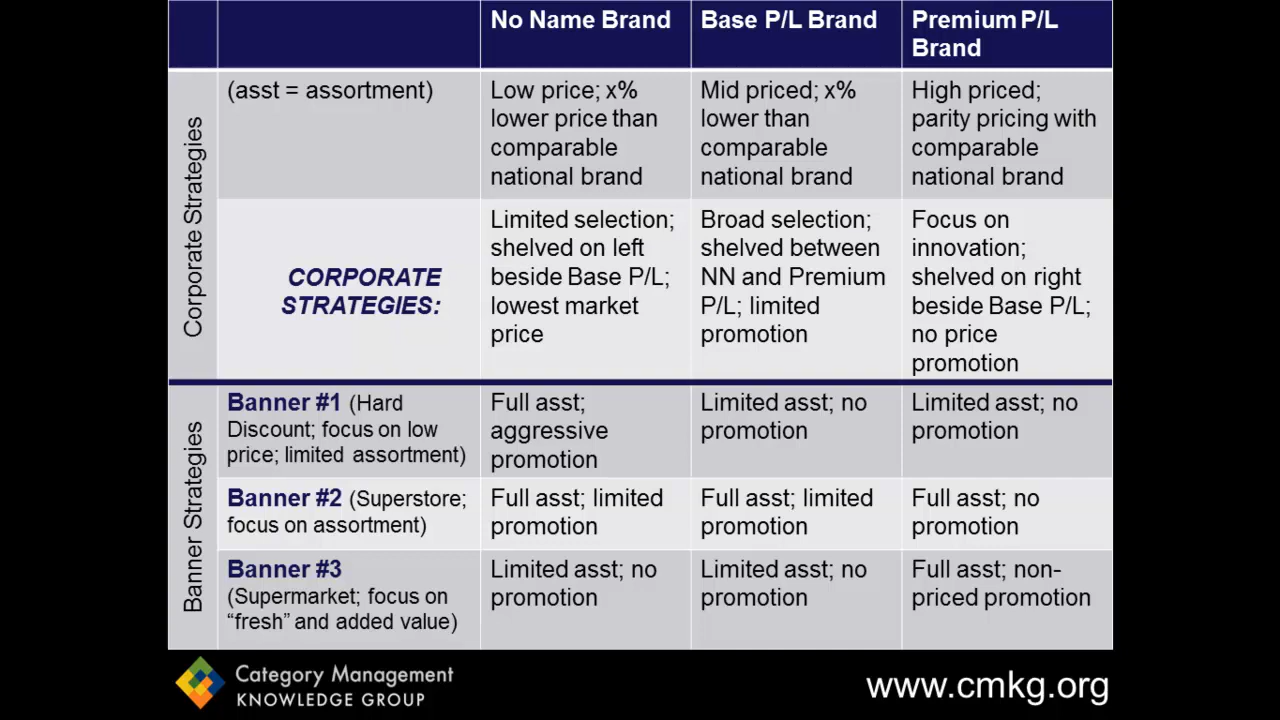 No Name Brand
Base P/L Brand
Premium P/L
Brand
Corporate Strategies
(asst = assortment)
Low price; x%
lower price than
comparable
national brand
Mid priced; x%
lower than
comparable
national brand
High priced;
parity pricing with
comparable
national brand
CORPORATE
STRATEGIES:
Limited selection;
shelved on left
beside Base P/L;
lowest market
price
Broad selection;
shelved between
NN and Premium
P/L; limited
promotion
Focus on
innovation;
shelved on right
beside Base P/L;
no price
promotion
Banner Strategies
Banner #1 (Hard
Discount; focus on low
price; limited assortment)
Full asst;
aggressive
promotion
Limited asst; no
promotion
Limited asst; no
promotion
Banner #2 (Superstore;
focus on assortment)
Full asst; limited
promotion
Full asst; limited
promotion
Full asst; no
promotion
Banner #3
(Supermarket; focus on
“fresh” and added value)
Limited asst; no
promotion
Limited asst; no
promotion
Full asst; non-
priced promotion
Category Management
KNOWLEDGE GROUP
www.cmkg.org